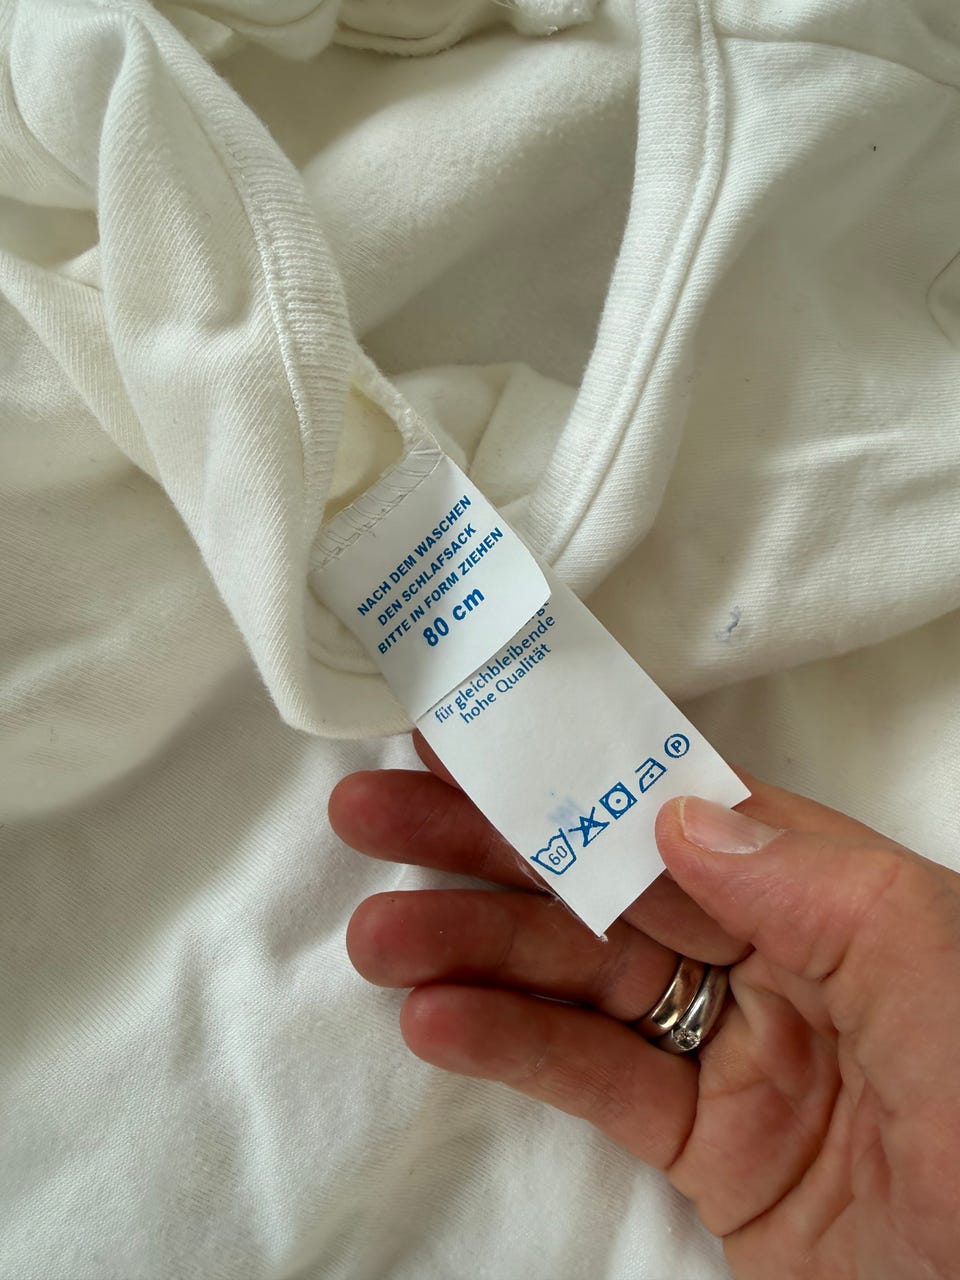 NACH DEM WASCHEN
DEN SCHLAFSACK
BITTE IN FORM ZIEHEN
80 cm
für gleichbleibende
hohe Qualität
60
P